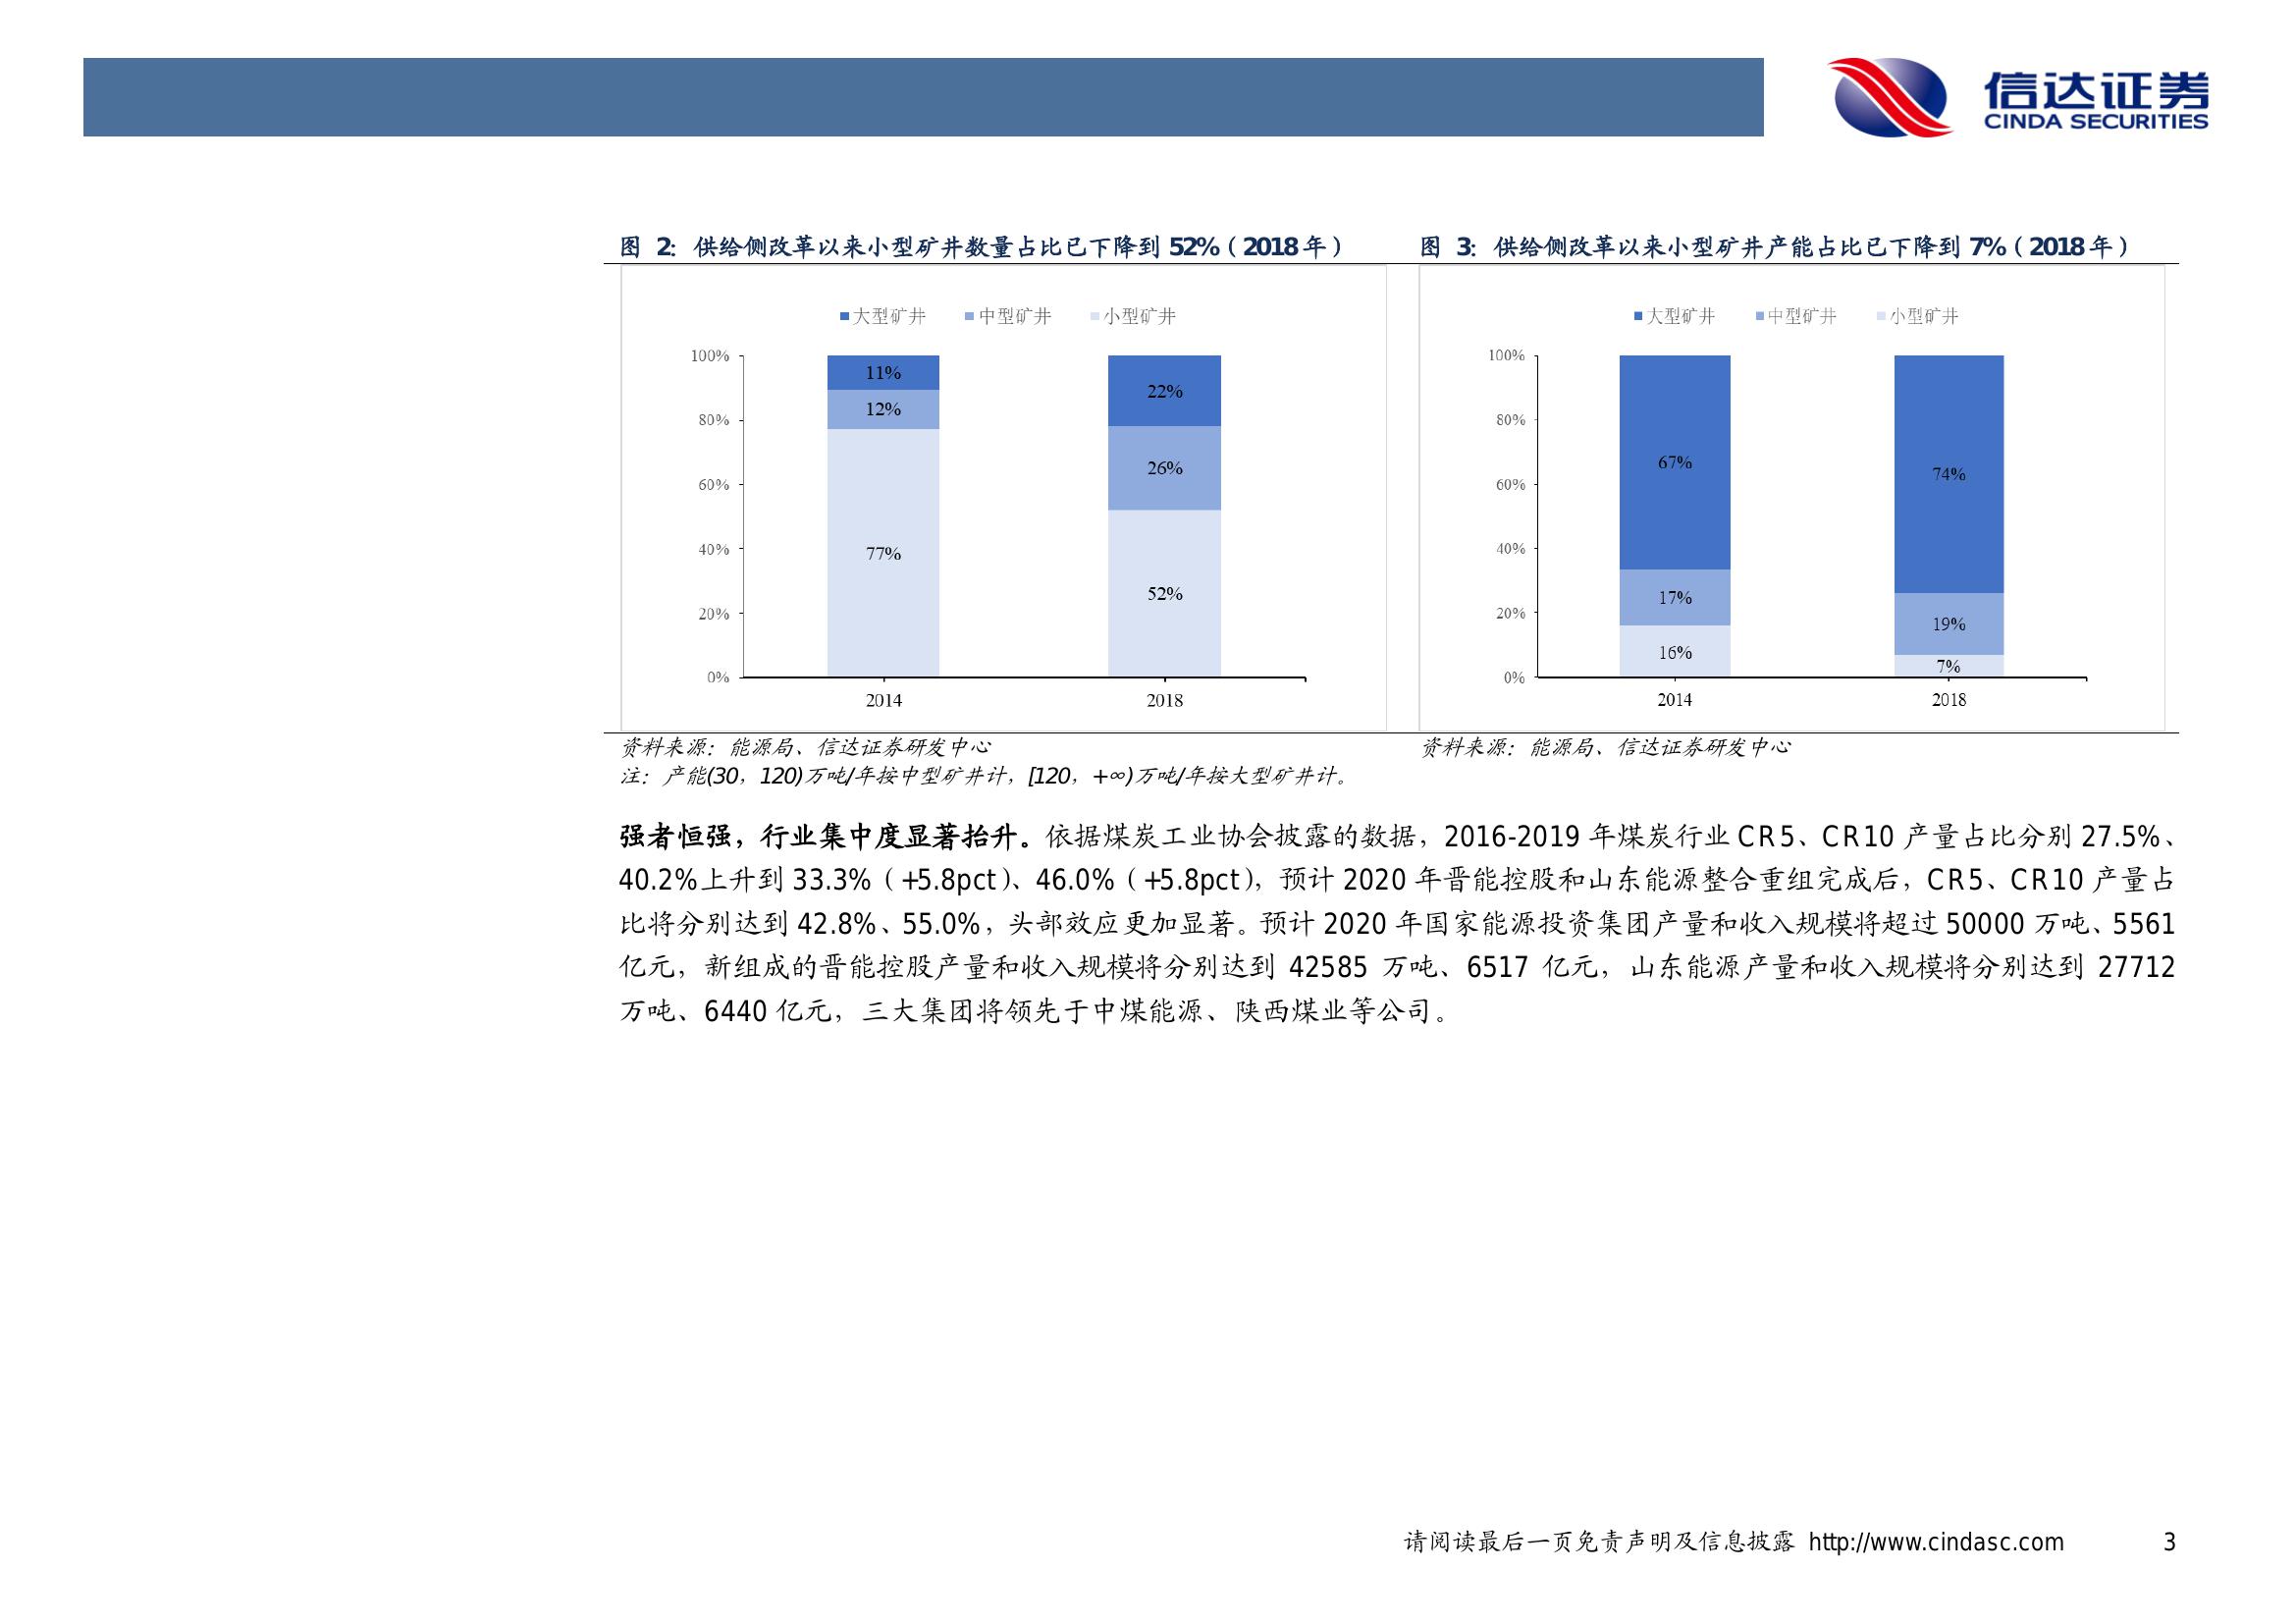 信达证券
CINDA SECURITIES
图 2：供给侧改革以来小型矿井数量占比已下降到 52%（2018 年）
大型矿井 中型矿井 小型矿井
100%
80%
60%
40%
20%
0%
11%
12%
77%
22%
26%
52%
2014 2018
资料来源：能源局、信达证券研发中心
注：产能(30，120)万吨/年按中型矿井计，[120，+∞)万吨/年按大型矿井计。
图 3：供给侧改革以来小型矿井产能占比已下降到 7%（2018 年）
大型矿井 中型矿井 小型矿井
100%
80%
60%
40%
20%
0%
67%
17%
16%
74%
19%
7%
2014 2018
资料来源：能源局、信达证券研发中心
强者恒强，行业集中度显著抬升。依据煤炭工业协会披露的数据，2016-2019 年煤炭行业 CR5、CR10 产量占比分别 27.5%、
40.2%上升到 33.3%（+5.8pct）、46.0%（+5.8pct），预计 2020 年晋能控股和山东能源整合重组完成后，CR5、CR10 产量占
比将分别达到 42.8%、55.0%，头部效应更加显著。预计 2020 年国家能源投资集团产量和收入规模将超过 50000 万吨、5561
亿元，新组成的晋能控股产量和收入规模将分别达到 42585 万吨、6517 亿元，山东能源产量和收入规模将分别达到 27712
万吨、6440 亿元，三大集团将领先于中煤能源、陕西煤业等公司。
请阅读最后一页免责声明及信息披露 http://www.cindasc.com 3